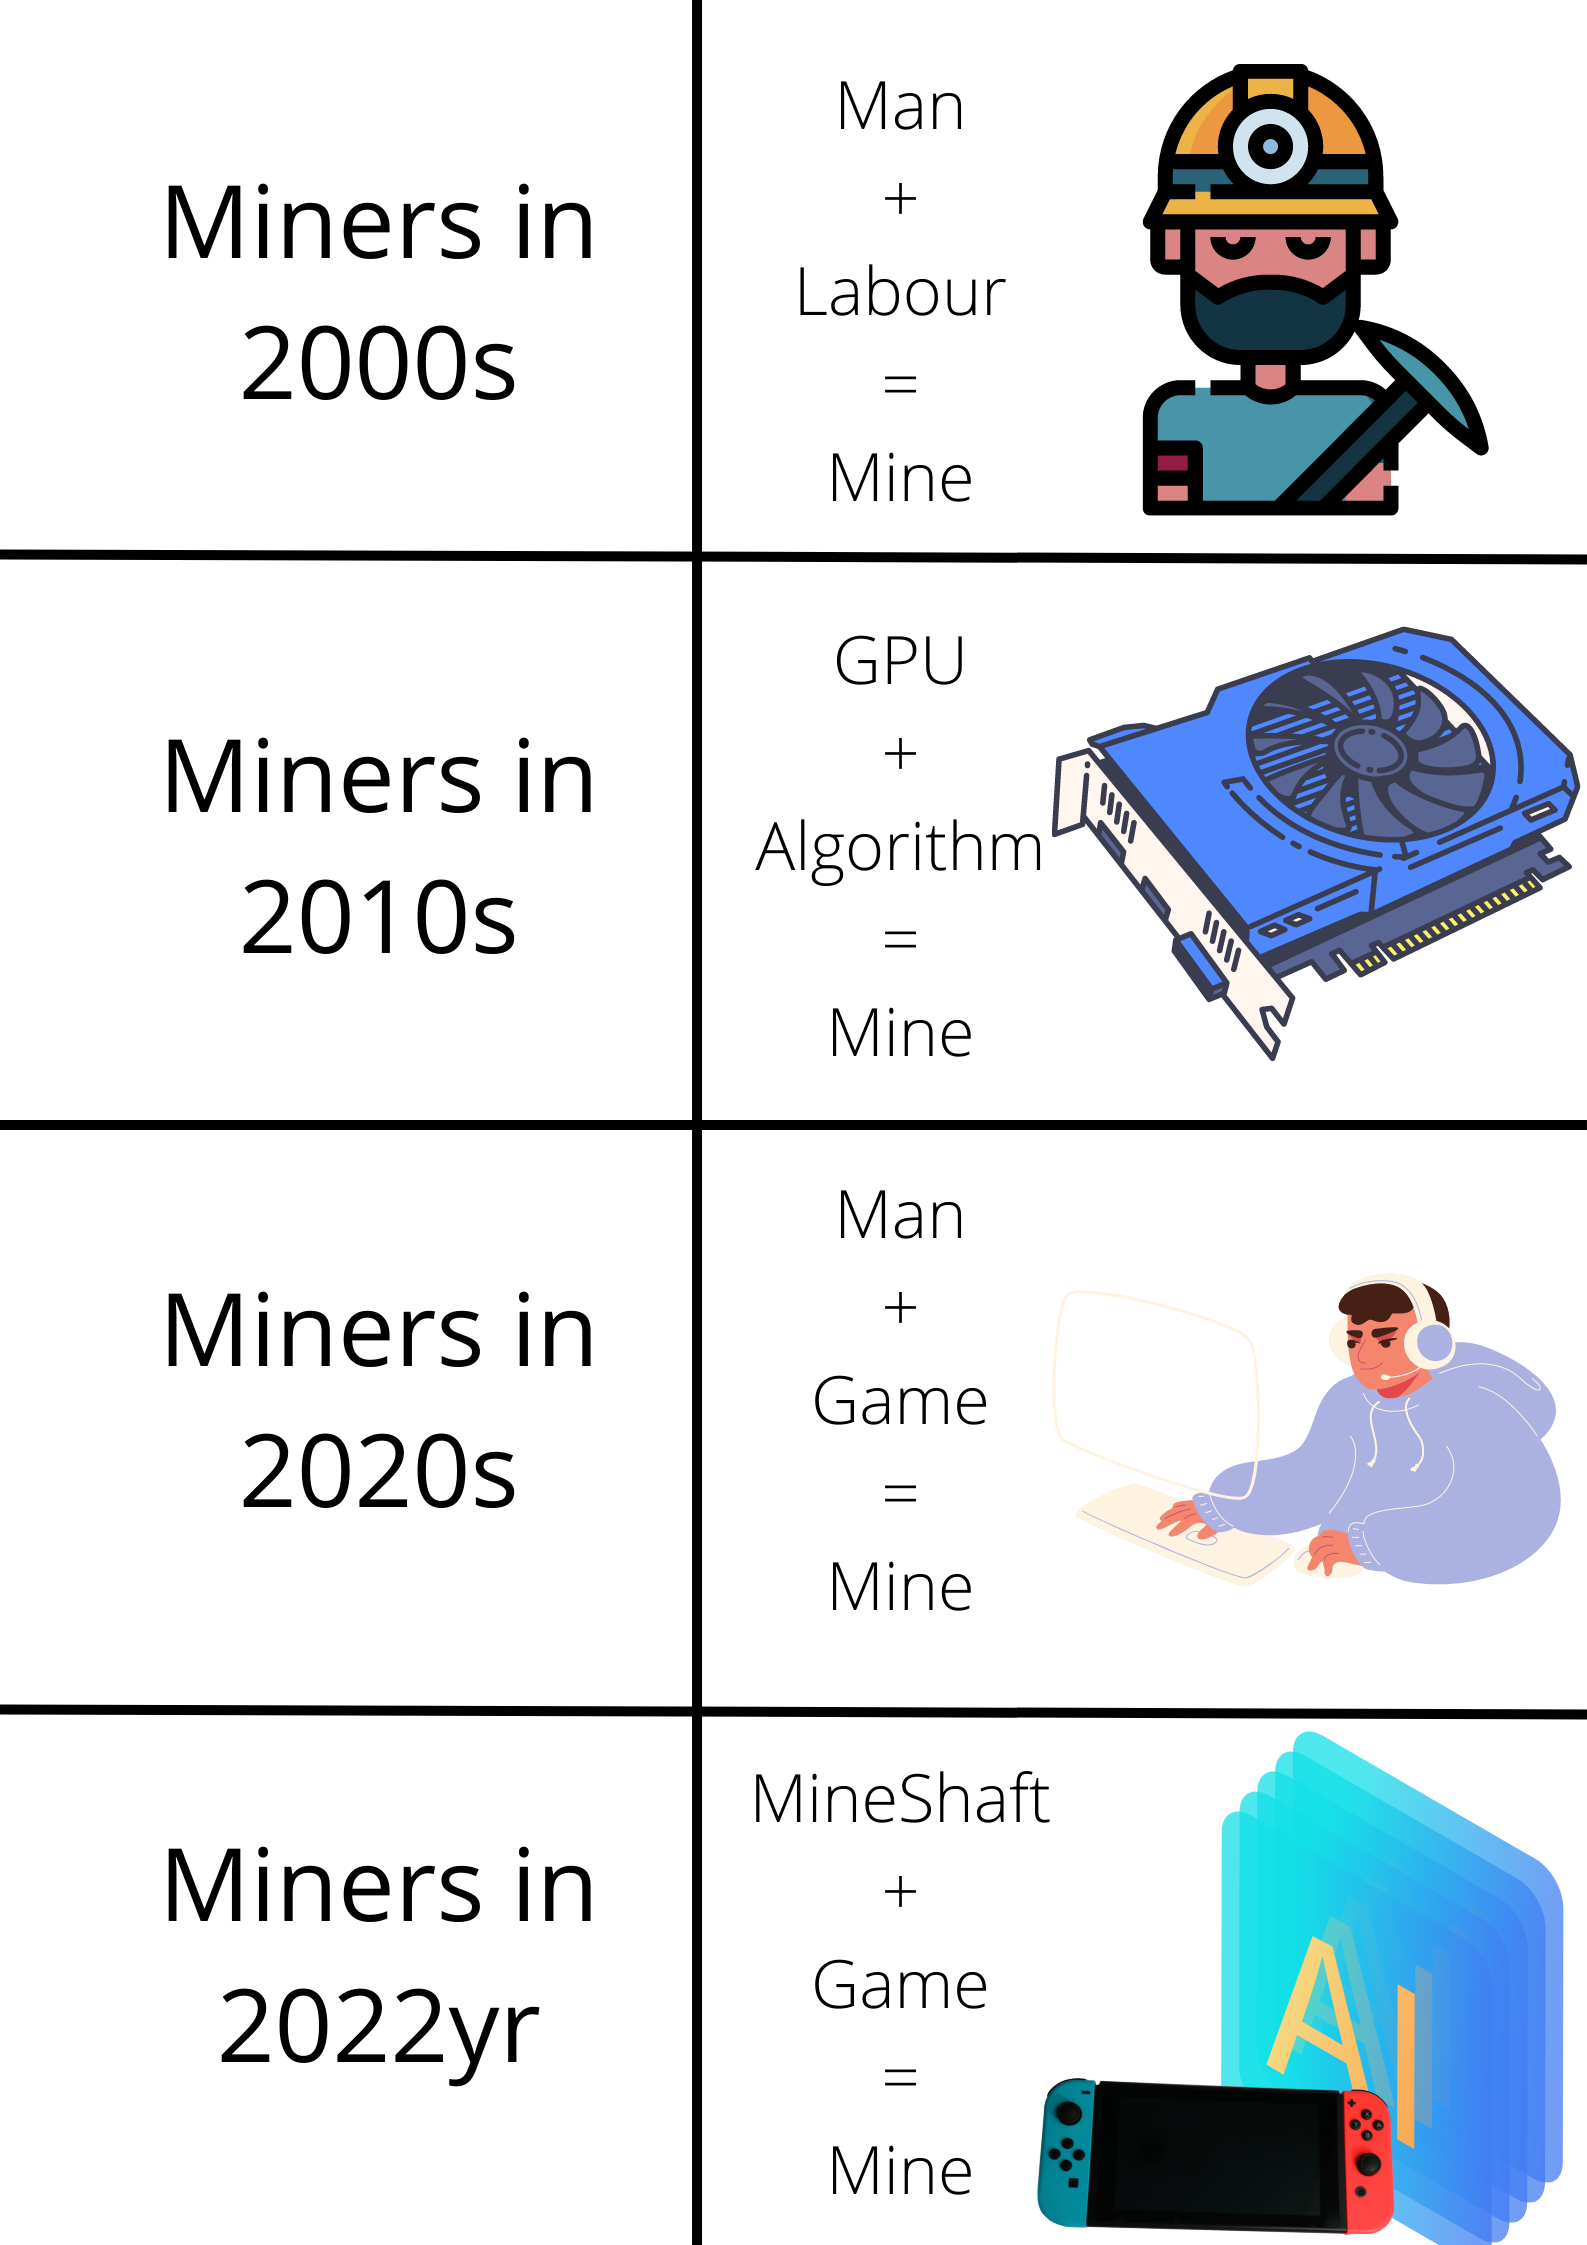 Miners in
2000s
Man
+
Labour
=
Mine
Miners in
2010s
GPU
+
Algorithm
=
Mine
Miners in
2020s
Man
+
Game
=
Mine
Miners in
2022yr
MineShaft
+
Game
=
Mine
AI